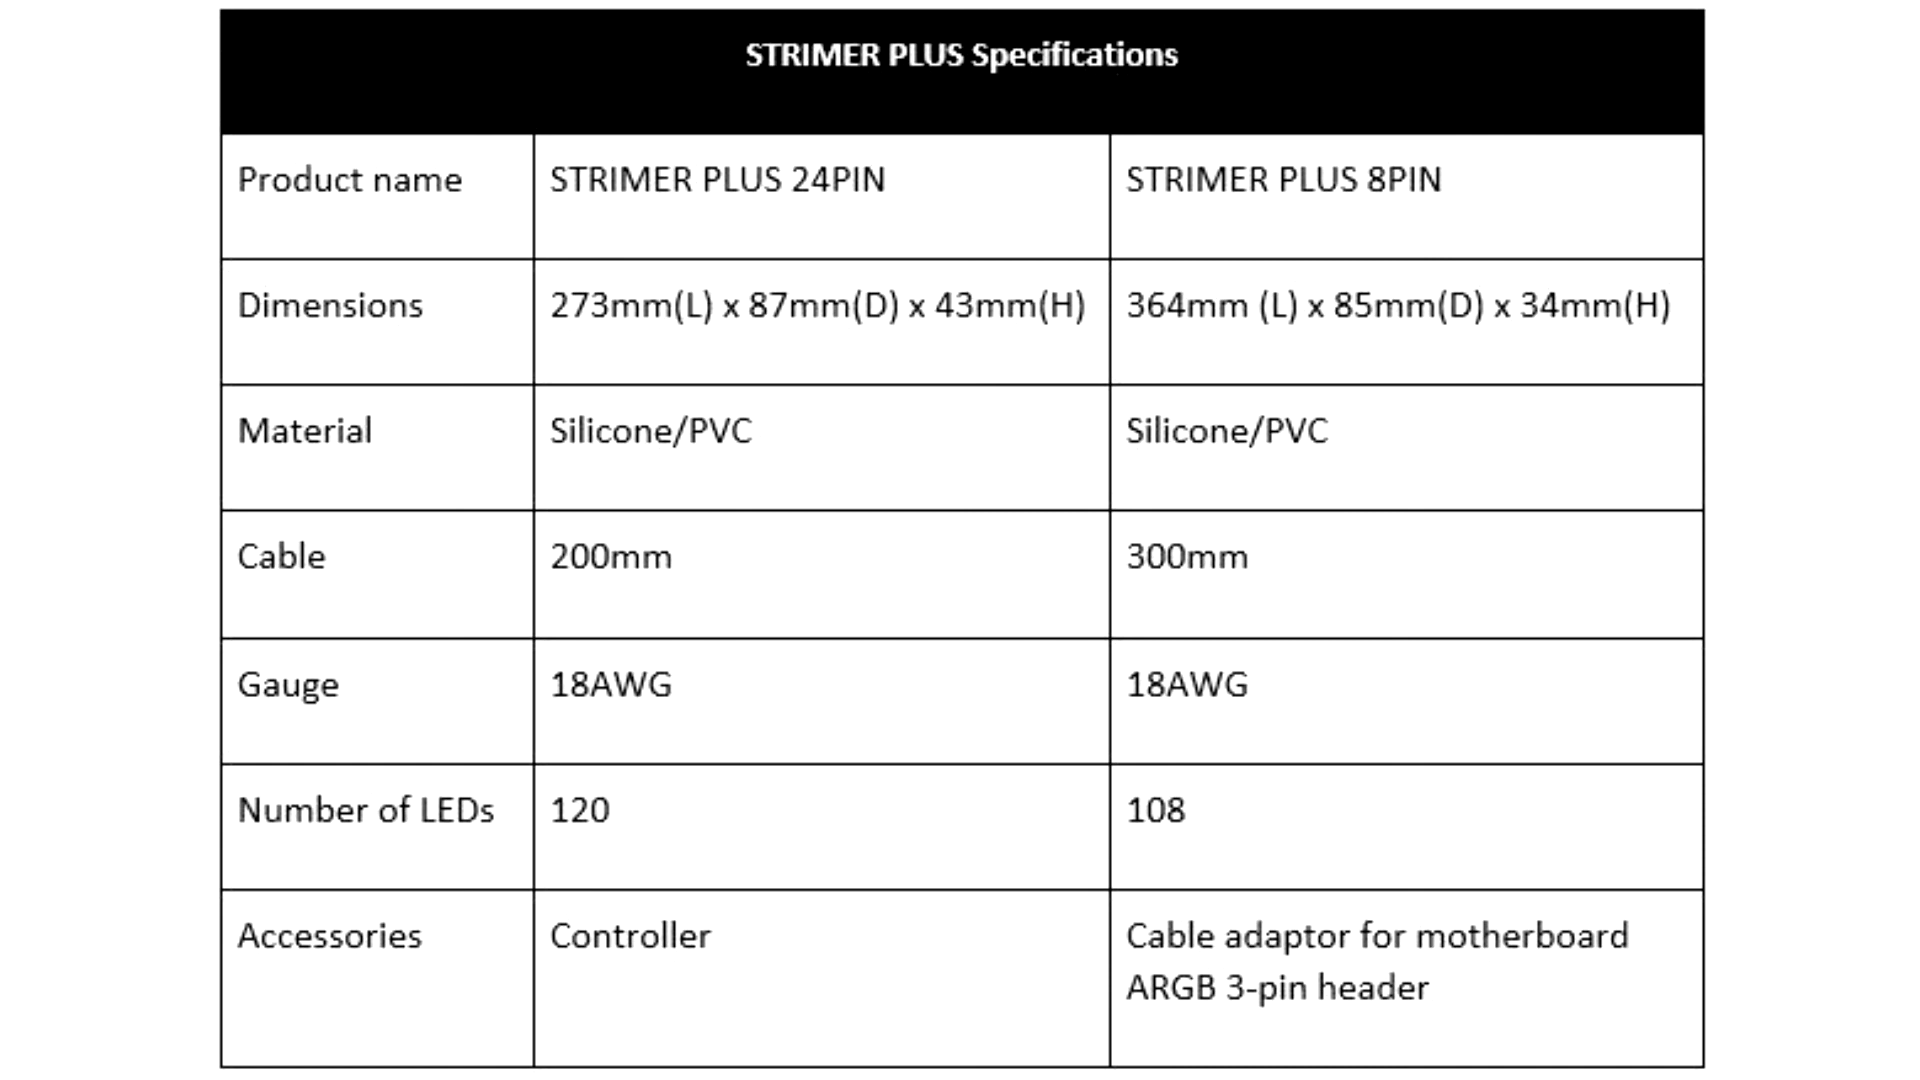 STRIMER PLUS Specifications
Product name STRIMER PLUS 24PIN STRIMER PLUS 8PIN
Dimensions 273mm(L) x 87mm(D) x 43mm(H) 364mm (L) x 85mm(D) x 34mm(H)
Material Silicone/PVC Silicone/PVC
Cable 200mm 300mm
Gauge 18AWG 18AWG
Number of LEDs 120 108
Accessories Controller Cable adaptor for motherboard
ARGB 3-pin header